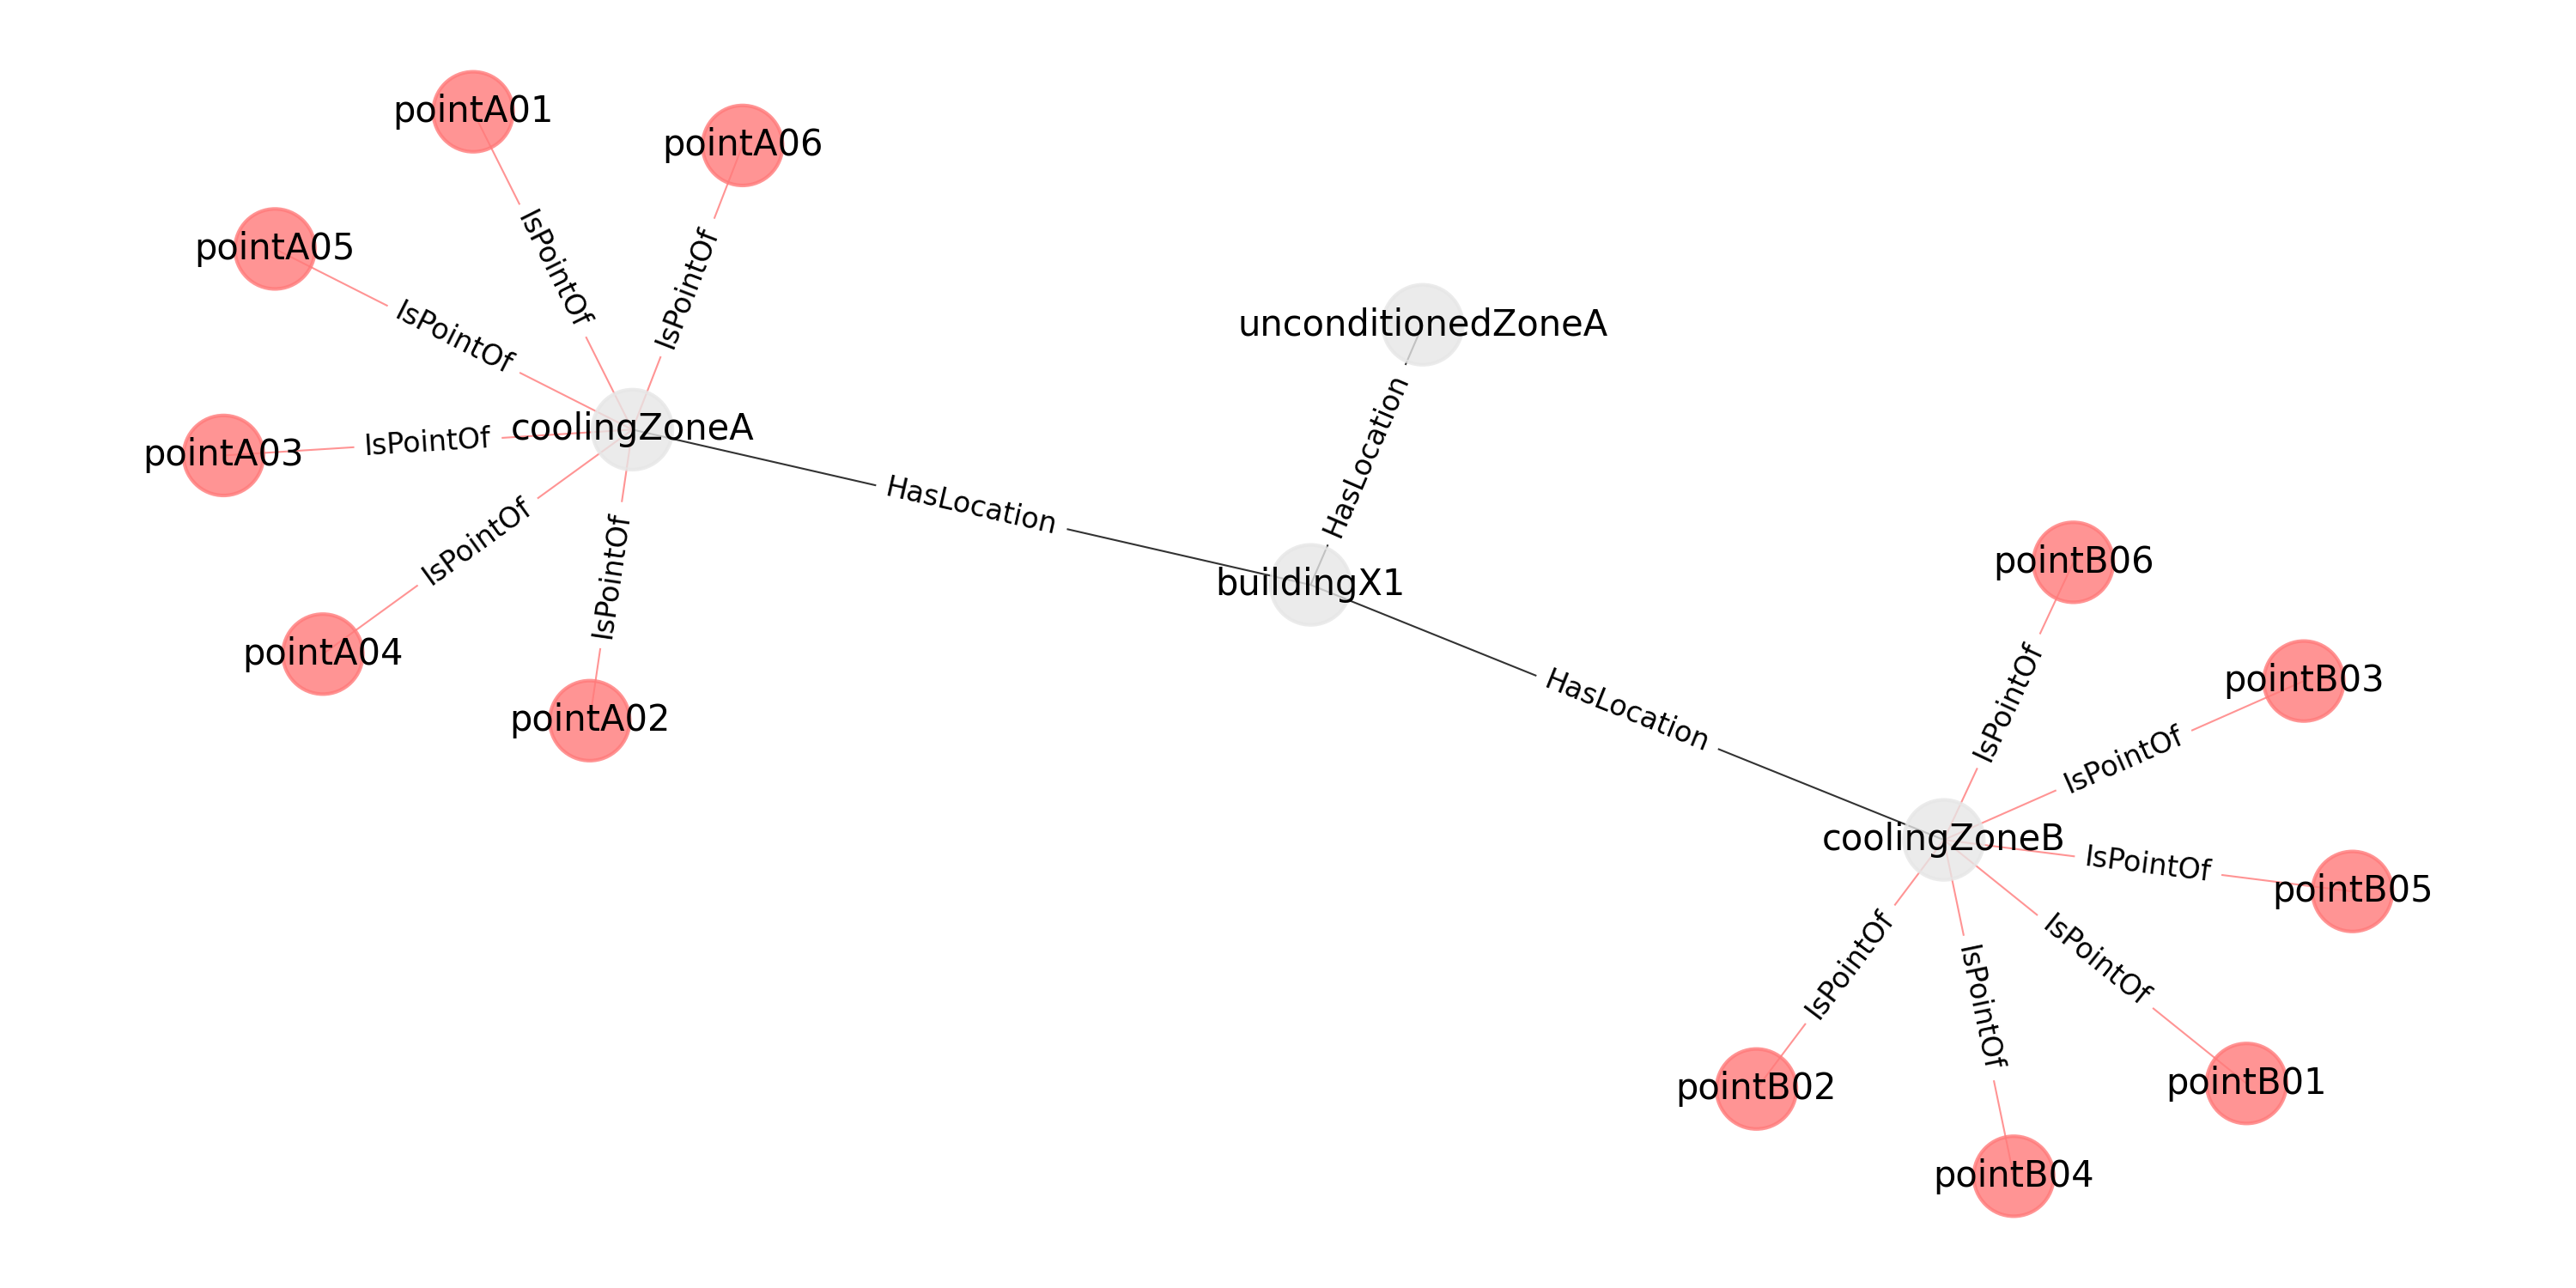 pointA01
pointA06
IsPointOf
pointA05
IsPointOf
IsPointOf
unconditionedZoneA
IsPointOf
coolingZoneA
pointA03
IsPointOf
HasLocation
HasLocation
IsPointOf
IsPointOf
buildingX1
pointA04
pointA02
pointB06
HasLocation
IsPointOf
pointB03
IsPointOf
coolingZoneB
IsPointOf
pointB05
IsPointOf
IsPointOf
IsPointOf
pointB02
pointB01
pointB04